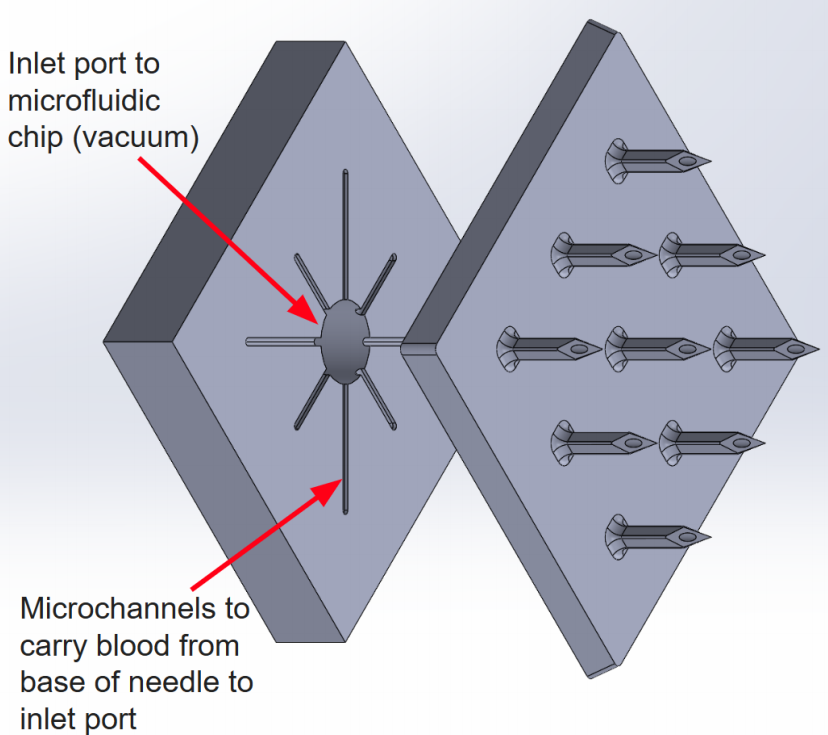 Inlet port to
microfluidic
chip (vacuum)
Microchannels to
carry blood from
base of needle to
inlet port